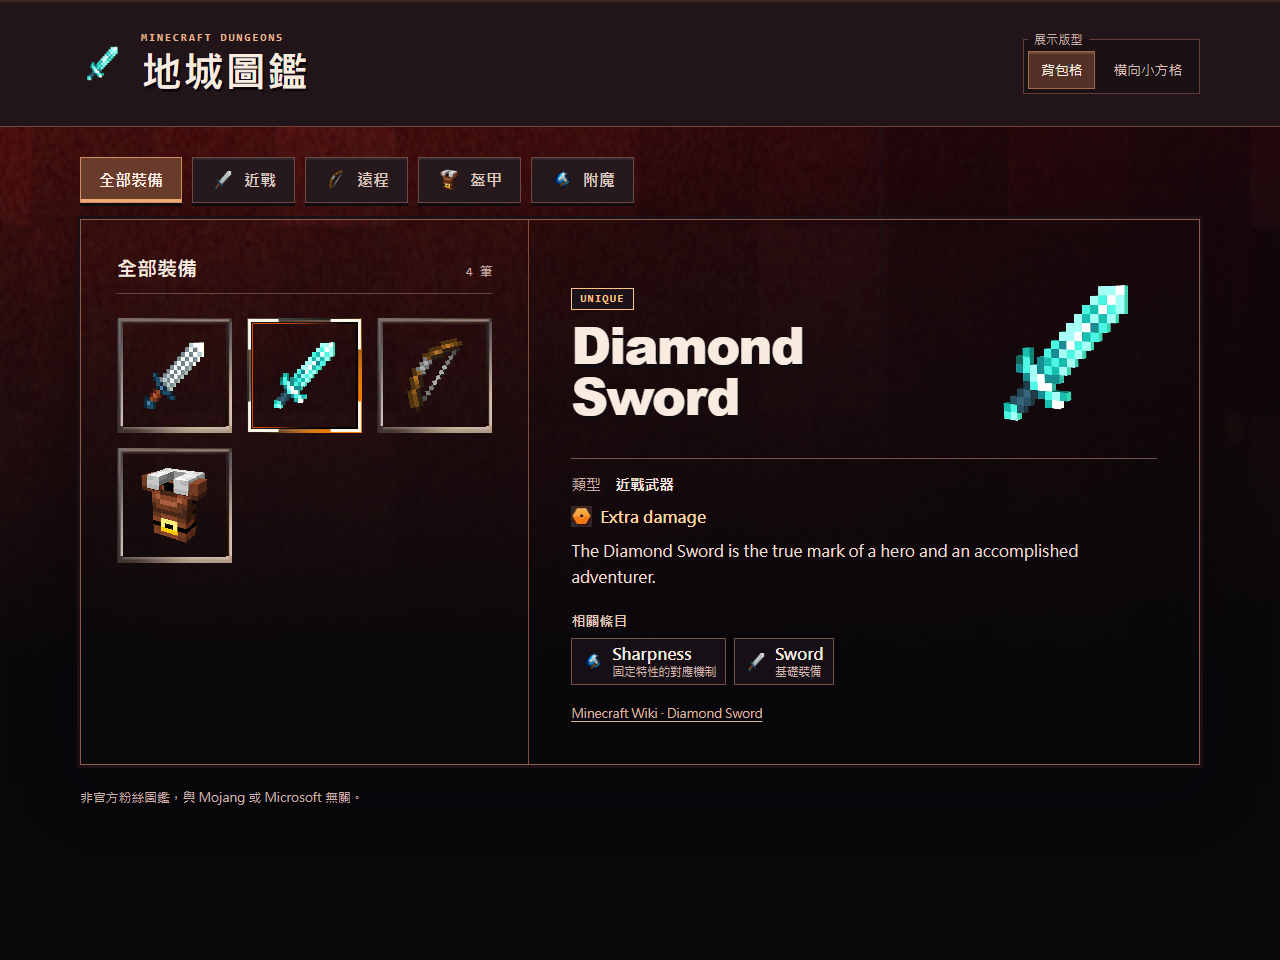 MINECRAFT DUNGEONS
地城圖鑑
展示版型
背包格
橫向小方格
全部裝備
近戰
遠程
盔甲
附魔
全部裝備
4 筆
UNIQUE
Diamond
Sword
類型 近戰武器
Extra damage
The Diamond Sword is the true mark of a hero and an accomplished
adventurer.
相關條目
Sharpness
固定特性的對應機制
Sword
基礎裝備
Minecraft Wiki · Diamond Sword
非官方粉絲圖鑑，與 Mojang 或 Microsoft 無關。